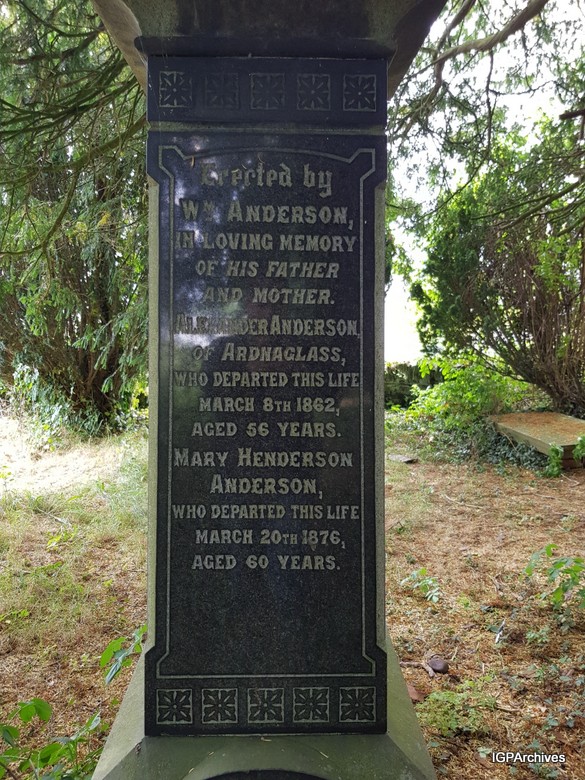 Erected by
Wm ANDERSON,
IN LOVING MEMORY
OF HIS FATHER
AND MOTHER.
ALEXANDER ANDERSON,
OF ARDNAGLASS,
WHO DEPARTED THIS LIFE
MARCH 8TH 1862,
AGED 56 YEARS.
MARY HENDERSON
ANDERSON,
WHO DEPARTED THIS LIFE
MARCH 20TH 1876,
AGED 60 YEARS.
IGPArchives